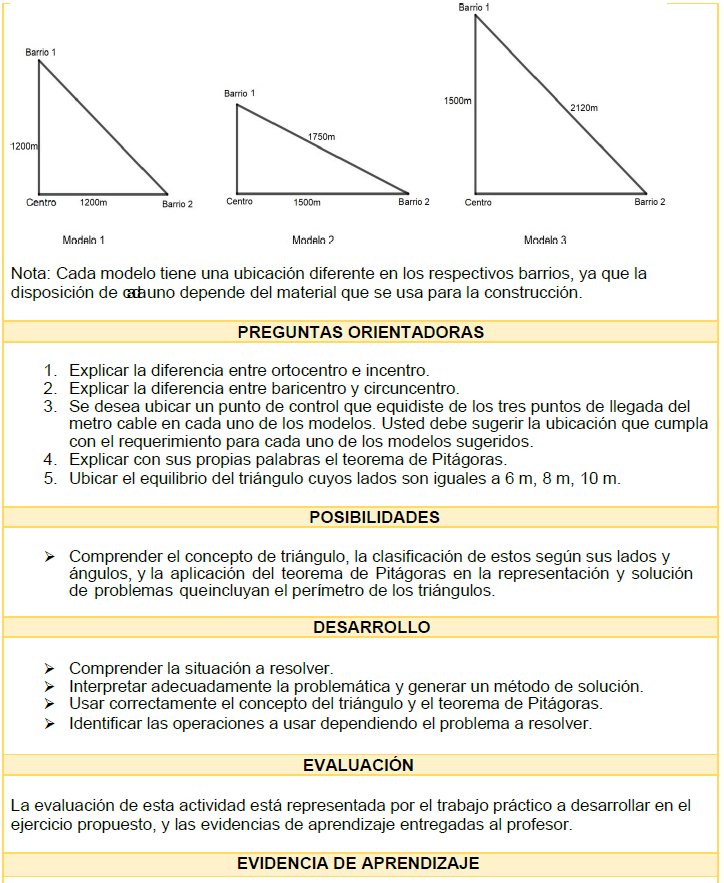 Barrio 1
Barrio 1
1500m
2120m
Barrio 1
1200m
1750m
Centro
1200m
Barrio 2
Centro
1500m
Barrio 2
Centro
Barrio 2
Modelo 1
Modelo 2
Modelo 3
Nota: Cada modelo tiene una ubicación diferente en los respectivos barrios, ya que la
disposición de cada uno depende del material que se usa para la construcción.
PREGUNTAS ORIENTADORAS
1. Explicar la diferencia entre ortocentro e incentro.
2. Explicar la diferencia entre baricentro y circuncentro.
3. Se desea ubicar un punto de control que equidiste de los tres puntos de llegada del
metro cable en cada uno de los modelos. Usted debe sugerir la ubicación que cumpla
con el requerimiento para cada uno de los modelos sugeridos.
4. Explicar con sus propias palabras el teorema de Pitágoras.
5. Ubicar el equilibrio del triángulo cuyos lados son iguales a 6 m, 8 m, 10 m.
POSIBILIDADES
➢ Comprender el concepto de triángulo, la clasificación de estos según sus lados y
ángulos, y la aplicación del teorema de Pitágoras en la representación y solución
de problemas queincluyan el perímetro de los triángulos.
DESARROLLO
➢ Comprender la situación a resolver.
➢ Interpretar adecuadamente la problemática y generar un método de solución.
➢ Usar correctamente el concepto del triángulo y el teorema de Pitágoras.
➢ Identificar las operaciones a usar dependiendo el problema a resolver.
EVALUACIÓN
La evaluación de esta actividad está representada por el trabajo práctico a desarrollar en el
ejercicio propuesto, y las evidencias de aprendizaje entregadas al profesor.
EVIDENCIA DE APRENDIZAJE